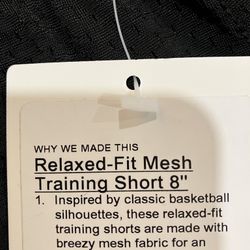 WHY WE MADE THIS
Relaxed-Fit Mesh
Training Short 8"
1. Inspired by classic basketball
silhouettes, these relaxed-fit
training shorts are made with
breezy mesh fabric for an